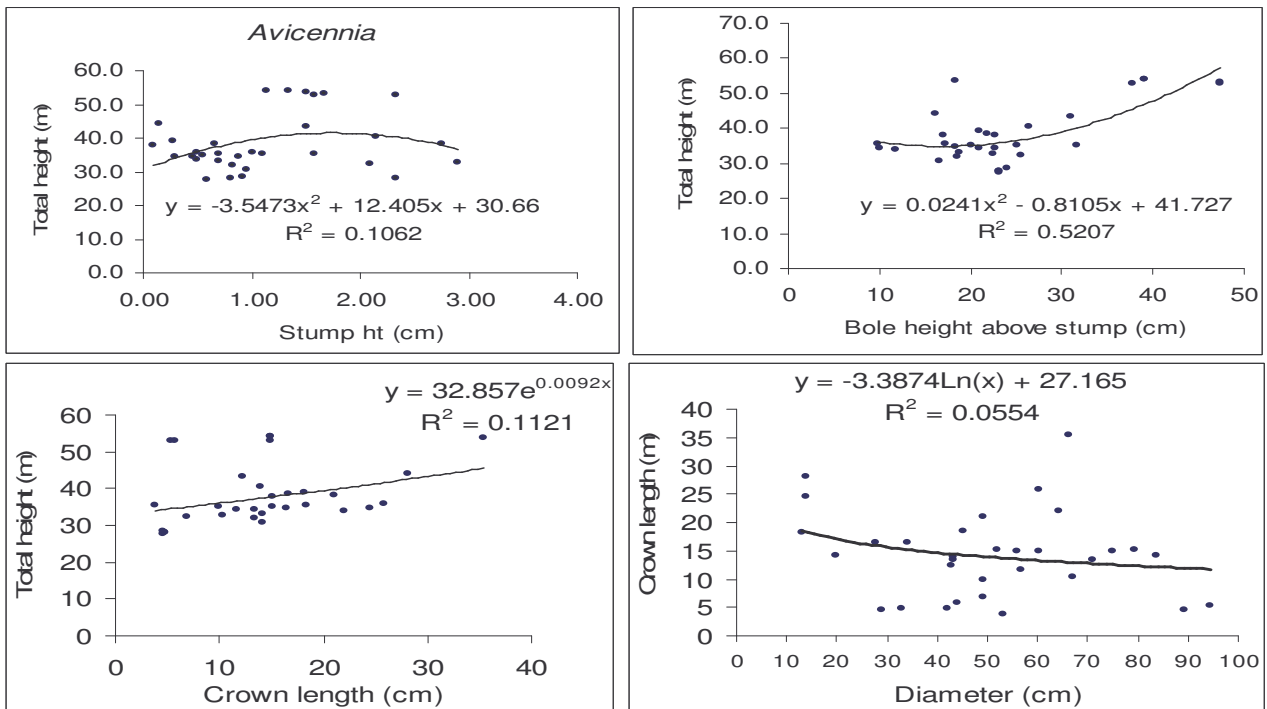 Avicennia
Total height (m)
60.0
50.0
40.0
30.0
20.0
10.0
0.0
y = -3.5473x² + 12.405x + 30.66
R² = 0.1062
0.00 1.00 2.00 3.00 4.00
Stump ht (cm)
Total height (m)
70.0
60.0
50.0
40.0
30.0
20.0
10.0
0.0
y = 0.0241x² - 0.8105x + 41.727
R² = 0.5207
0 10 20 30 40 50
Bole height above stump (cm)
y = 32.857e^0.0092x
R² = 0.1121
Total height (m)
60
50
40
30
20
10
0
0 10 20 30 40
Crown length (cm)
y = -3.3874Ln(x) + 27.165
R² = 0.0554
Crown length (m)
40
35
30
25
20
15
10
5
0
0 10 20 30 40 50 60 70 80 90 100
Diameter (cm)